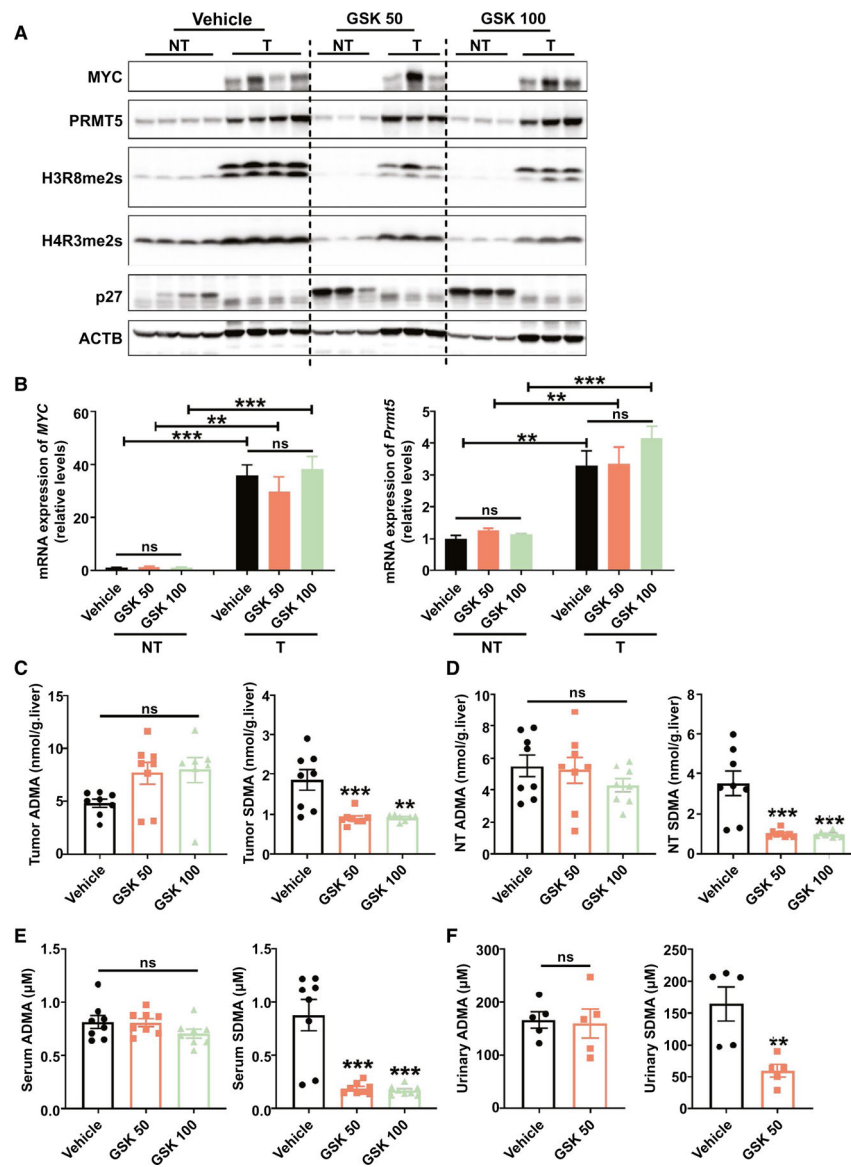 A
Vehicle GSK 50 GSK 100
NT T NT T NT T
MYC
PRMT5
H3R8me2s
H4R3me2s
p27
ACTB
B
mRNA expression of MYC
(relative levels)
60
40
20
0
***
**
***
ns
ns
Vehicle GSK 50 GSK 100 Vehicle GSK 50 GSK 100
NT T
mRNA expression of Prmt5
(relative levels)
5
4
3
2
1
0
***
**
ns
**
ns
Vehicle GSK 50 GSK 100 Vehicle GSK 50 GSK 100
NT T
C
Tumor ADMA (nmol/g.liver)
15
10
5
0
ns
Vehicle GSK 50 GSK 100
Tumor SDMA (nmol/g.liver)
4
3
2
1
0
*** **
Vehicle GSK 50 GSK 100
D
NT ADMA (nmol/g.liver)
10
8
6
4
2
0
ns
Vehicle GSK 50 GSK 100
NT SDMA (nmol/g.liver)
8
6
4
2
0
*** ***
Vehicle GSK 50 GSK 100
E
Serum ADMA (µM)
1.5
1.0
0.5
0.0
ns
Vehicle GSK 50 GSK 100
Serum SDMA (µM)
1.5
1.0
0.5
0.0
*** ***
Vehicle GSK 50 GSK 100
F
Urinary ADMA (µM)
300
200
100
0
ns
Vehicle GSK 50
Urinary SDMA (µM)
250
200
150
100
50
0
**
Vehicle GSK 50